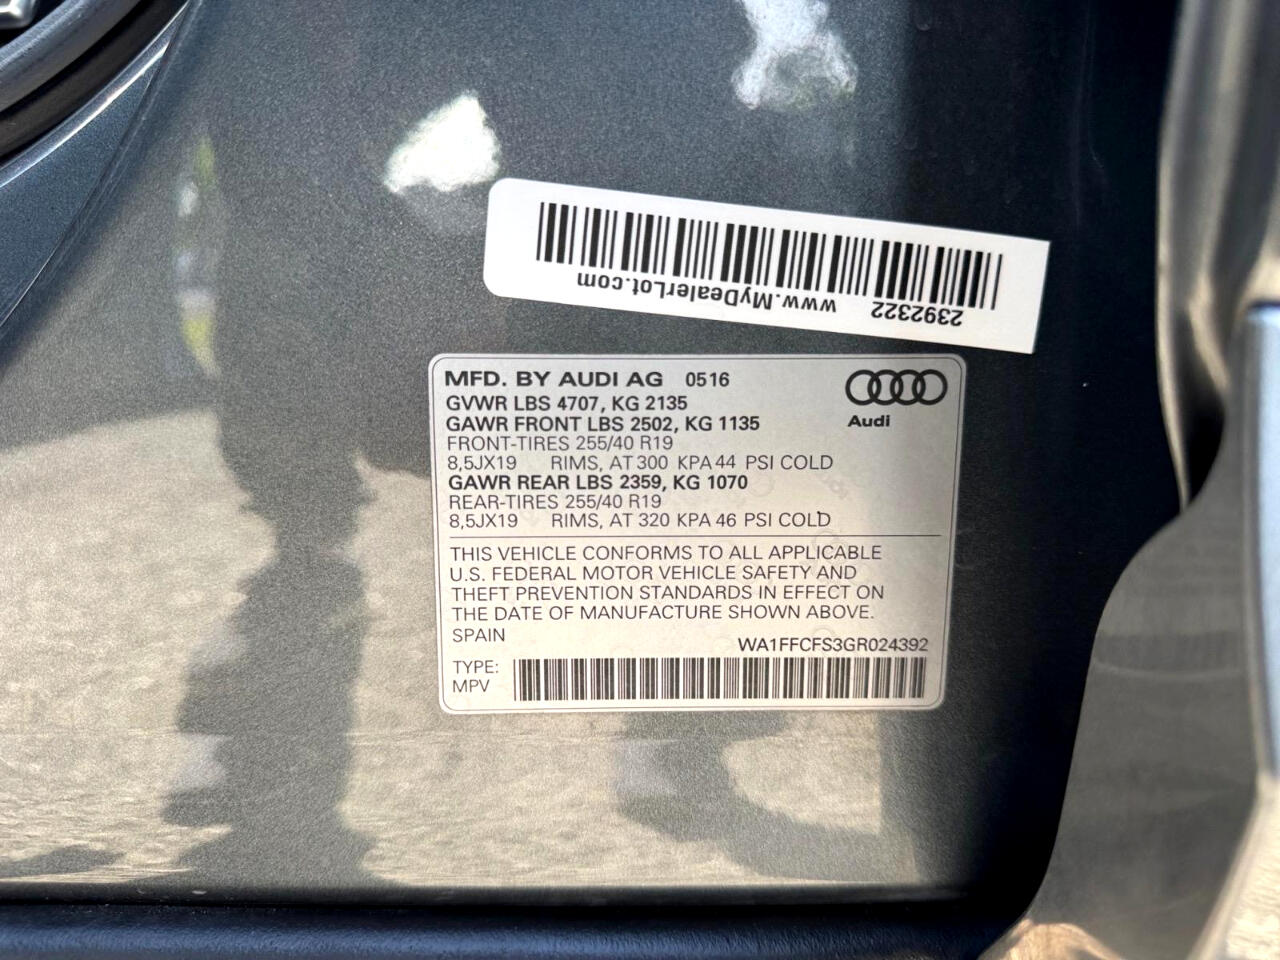 www.MyDealerLot.com
2392322
MFD. BY AUDI AG 0516
GVWR LBS 4707, KG 2135
GAWR FRONT LBS 2502, KG 1135
FRONT-TIRES 255/40 R19
8,5JX19 RIMS, AT 300 KPA 44 PSI COLD
GAWR REAR LBS 2359, KG 1070
REAR-TIRES 255/40 R19
8,5JX19 RIMS, AT 320 KPA 46 PSI COLD
Audi
THIS VEHICLE CONFORMS TO ALL APPLICABLE
U.S. FEDERAL MOTOR VEHICLE SAFETY AND
THEFT PREVENTION STANDARDS IN EFFECT ON
THE DATE OF MANUFACTURE SHOWN ABOVE.
SPAIN WA1FFCFS3GR024392
TYPE:
MPV